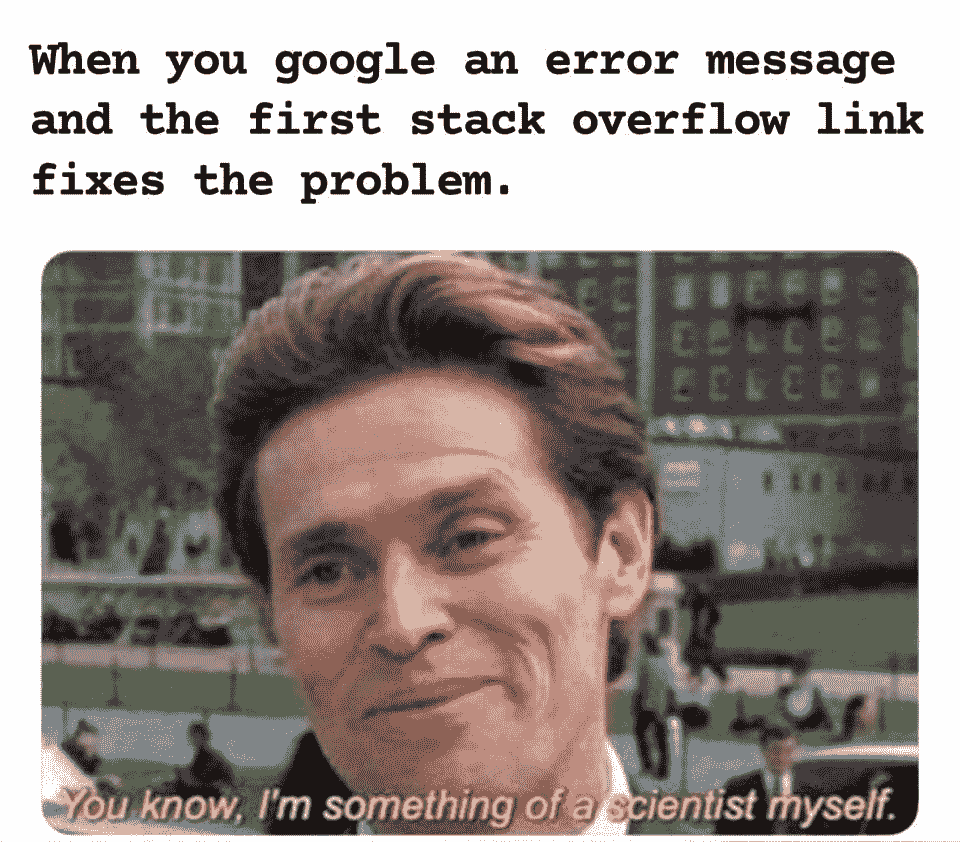 When you google an error message
and the first stack overflow link
fixes the problem.
You know, I'm something of a scientist myself.